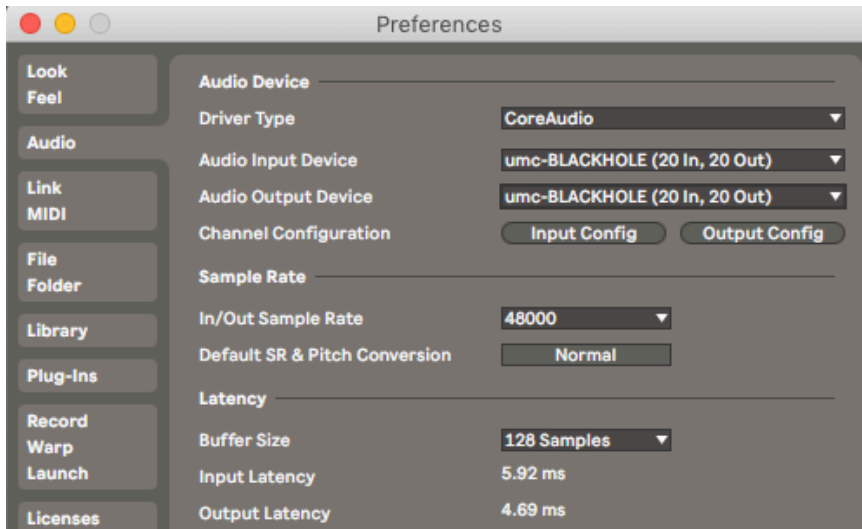 Preferences
Look
Feel
Audio
Link
MIDI
File
Folder
Library
Plug-Ins
Record
Warp
Launch
Licenses
Audio Device
Driver Type CoreAudio
Audio Input Device umc-BLACKHOLE (20 In, 20 Out)
Audio Output Device umc-BLACKHOLE (20 In, 20 Out)
Channel Configuration Input Config Output Config
Sample Rate
In/Out Sample Rate 48000
Default SR & Pitch Conversion Normal
Latency
Buffer Size 128 Samples
Input Latency 5.92 ms
Output Latency 4.69 ms